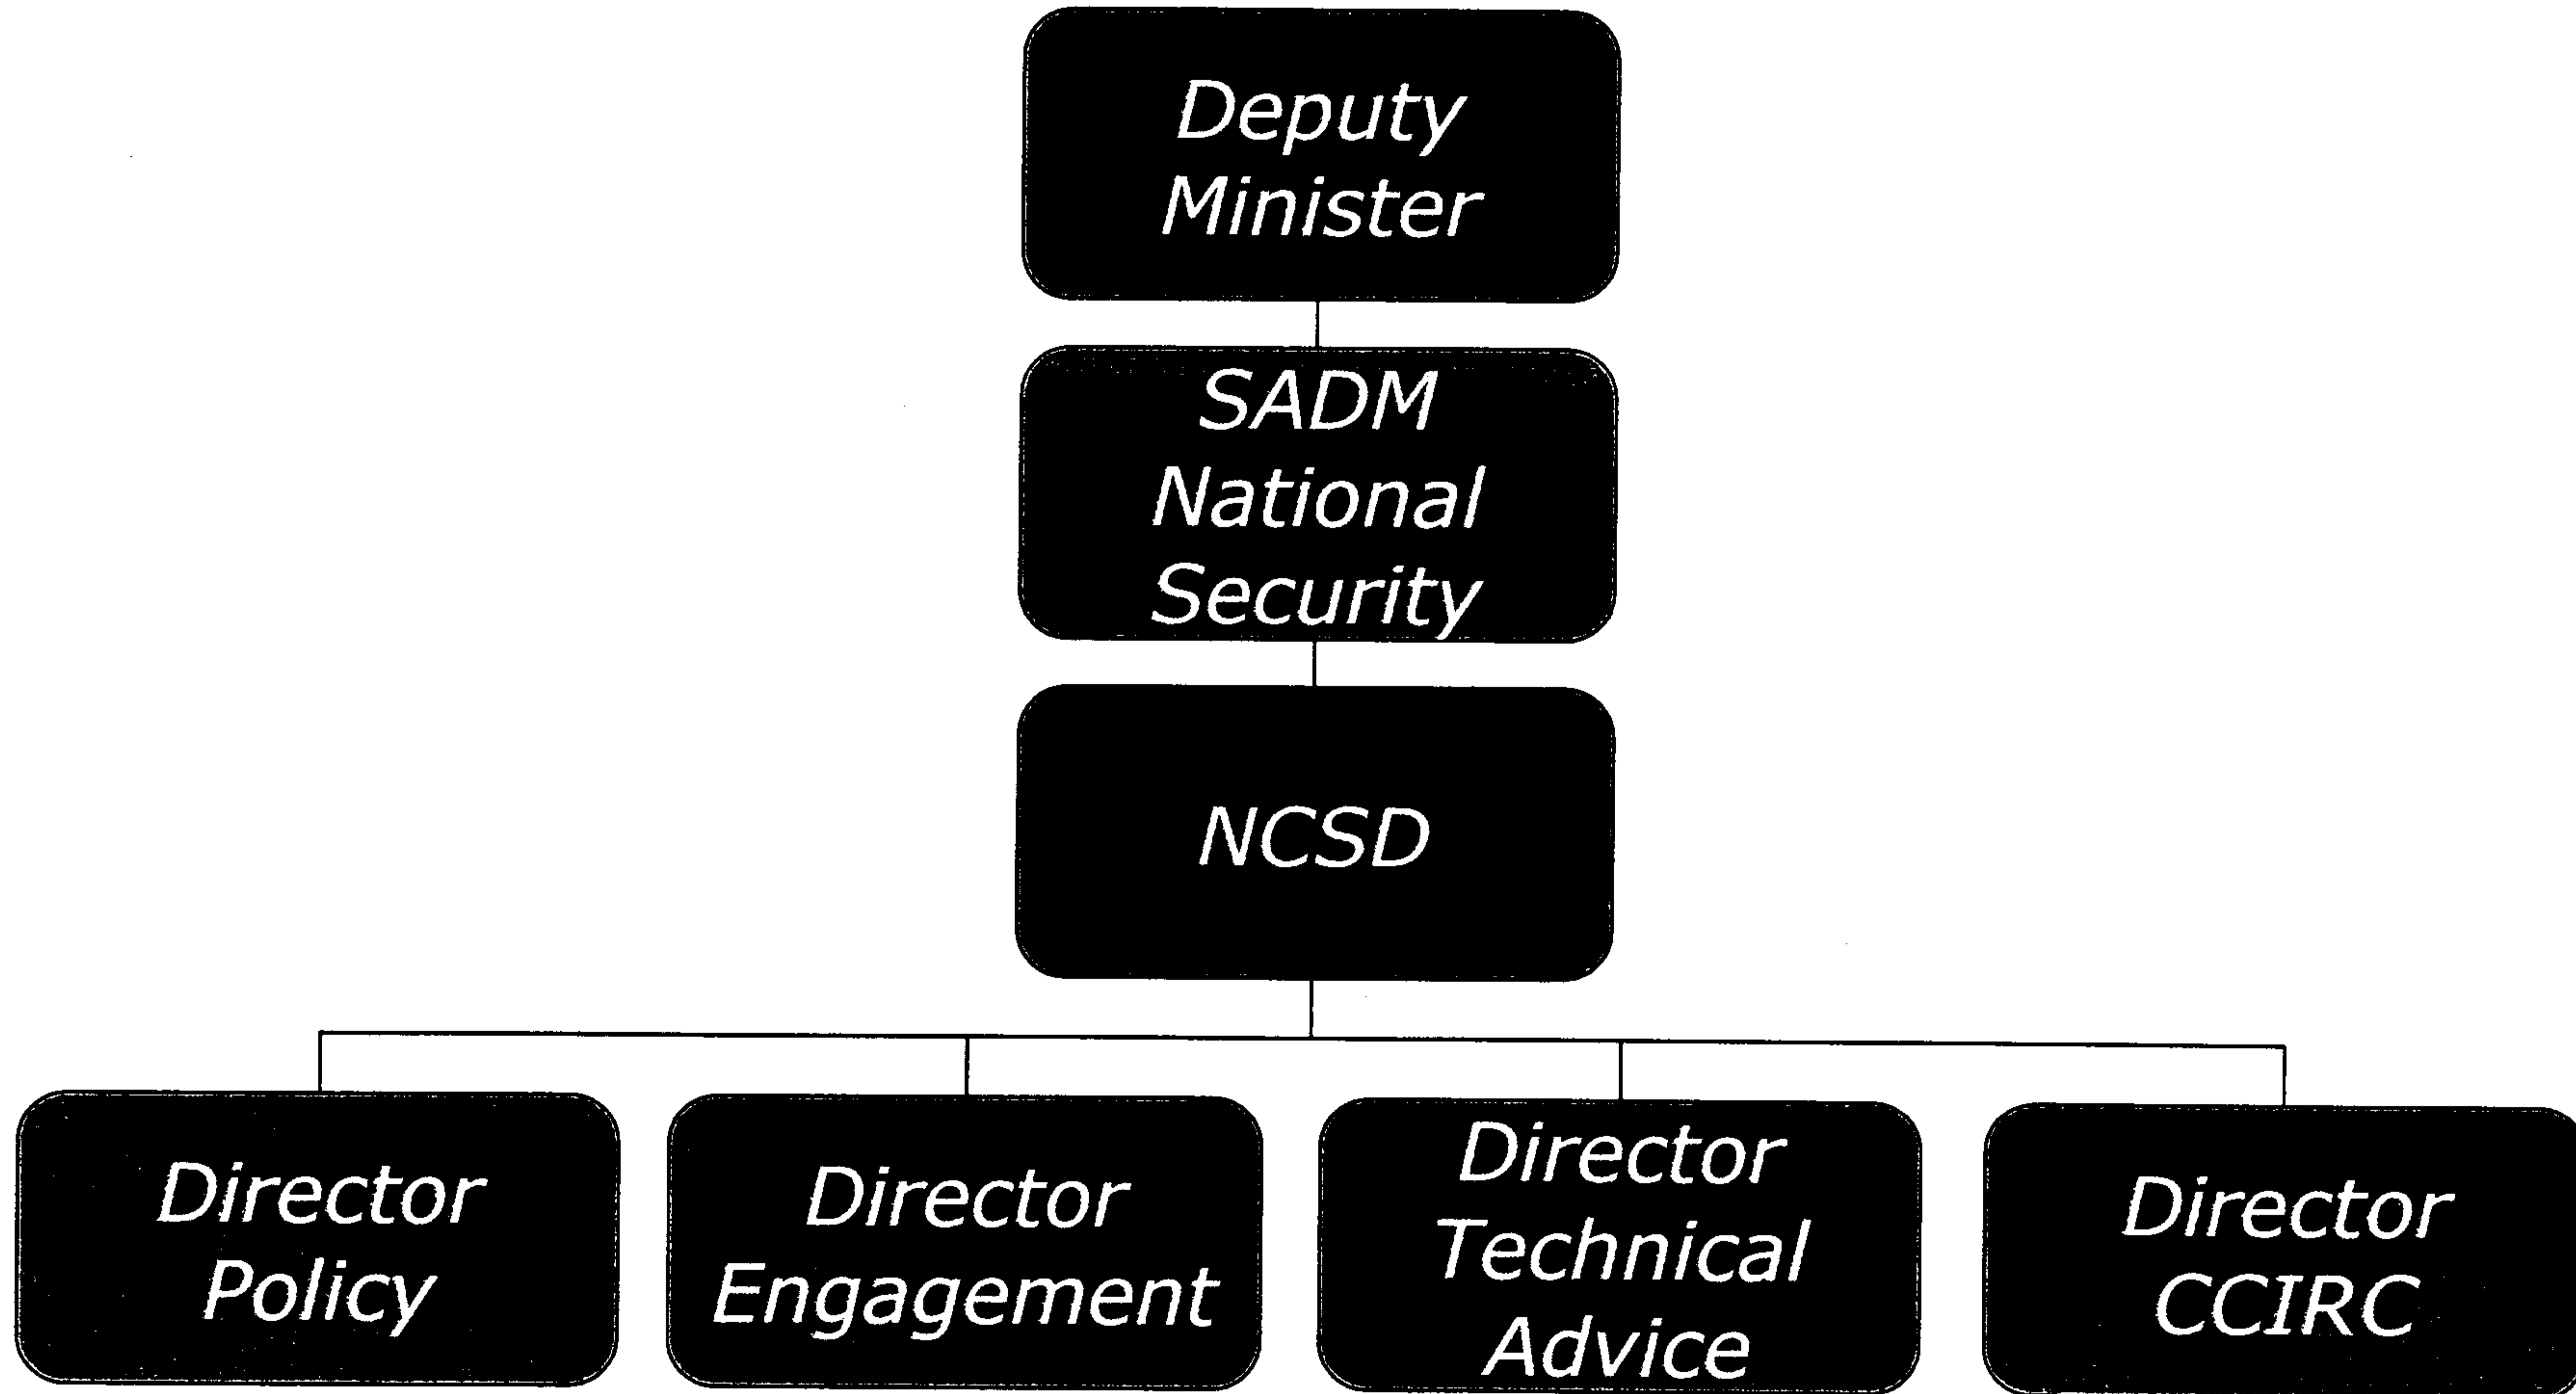 Deputy
Minister
SADM
National
Security
NCSD
Director
Policy
Director
Engagement
Director
Technical
Advice
Director
CCIRC